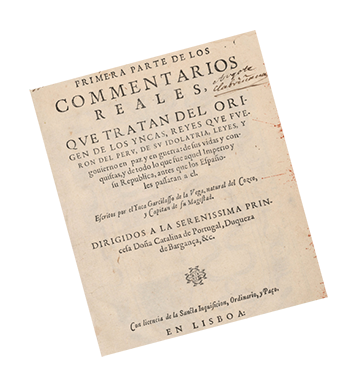 PRIMERA PARTE DE LOS
COMMENTARIOS
REALES,
QVE TRATAN DEL ORI-
GEN DE LOS YNCAS, REYES QVE FVE-
RON DEL PERV, DE SV IDOLATRIA, LEYES, Y
gouierno en paz y en guerra: de sus vidas y con-
quistas, y de todo lo que fue aquel Imperio y
su Republica, antes que los Españo-
les passaran a el.
Escritos por el Ynca Garcilasso de la Vega, natural del Cozco,
y Capitan de su Magestad.
DIRIGIDOS A LA SERENISSIMA PRIN-
cesa Doña Catalina de Portugal, Duqueza
de Bargança, &c.
Con licencia de la Sancta Inquisicion, Ordinario, y Paço.
EN LISBOA: